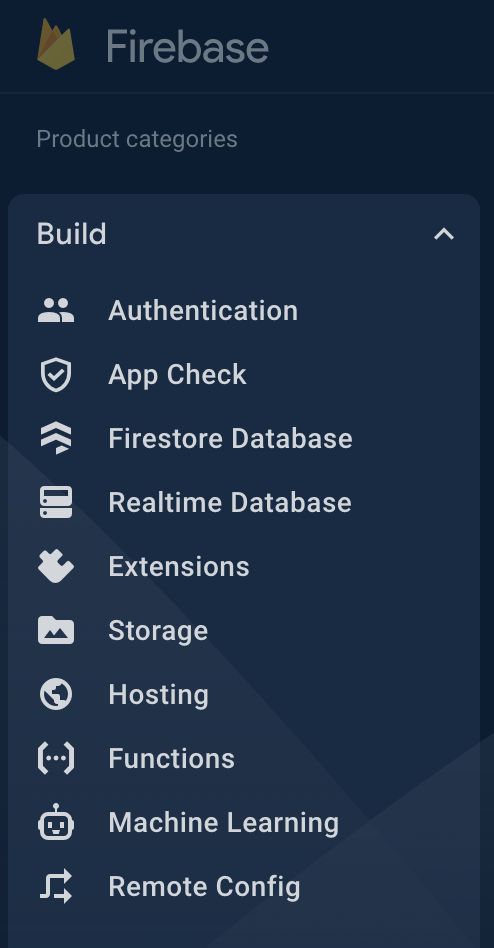 Firebase
Product categories
Build
Authentication
App Check
Firestore Database
Realtime Database
Extensions
Storage
Hosting
Functions
Machine Learning
Remote Config